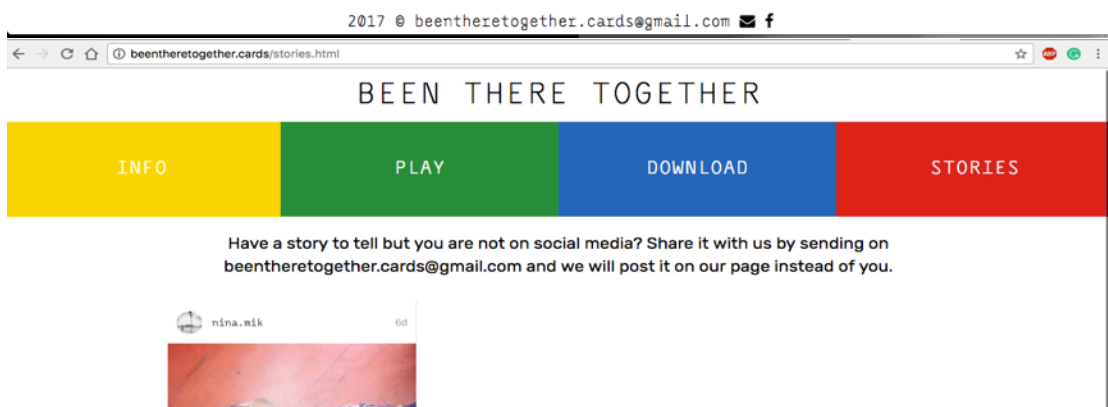 2017 © beentheretogether.cards@gmail.com
beentheretogether.cards/stories.html
ABP
BEEN THERE TOGETHER
INFO PLAY DOWNLOAD STORIES
Have a story to tell but you are not on social media? Share it with us by sending on
beentheretogether.cards@gmail.com and we will post it on our page instead of you.
nina.mik 6d